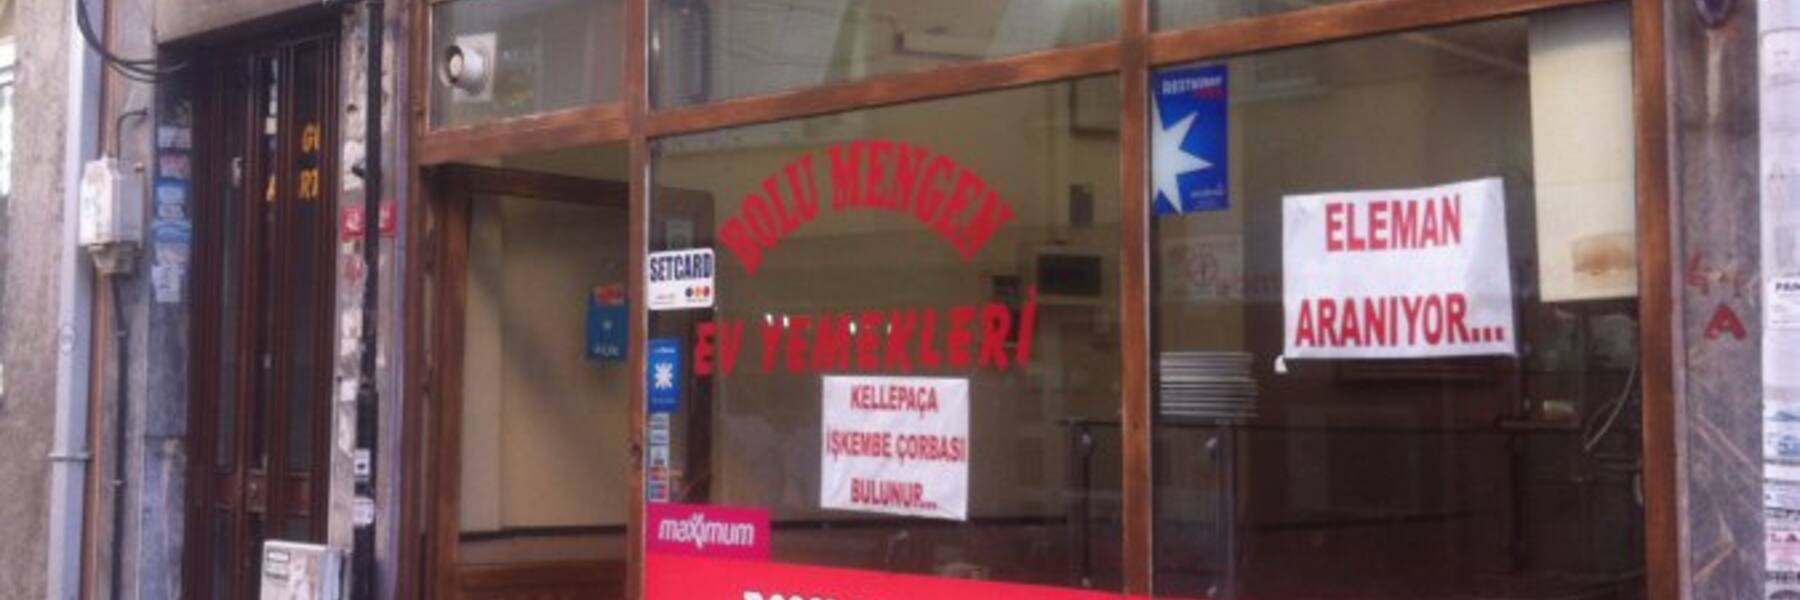 BOLU MENGEN
EV YEMEKLERİ
SETCARD
KELLEPAÇA
İŞKEMBE ÇORBASI
BULUNUR...
maximum
ELEMAN
ARANIYOR...
A